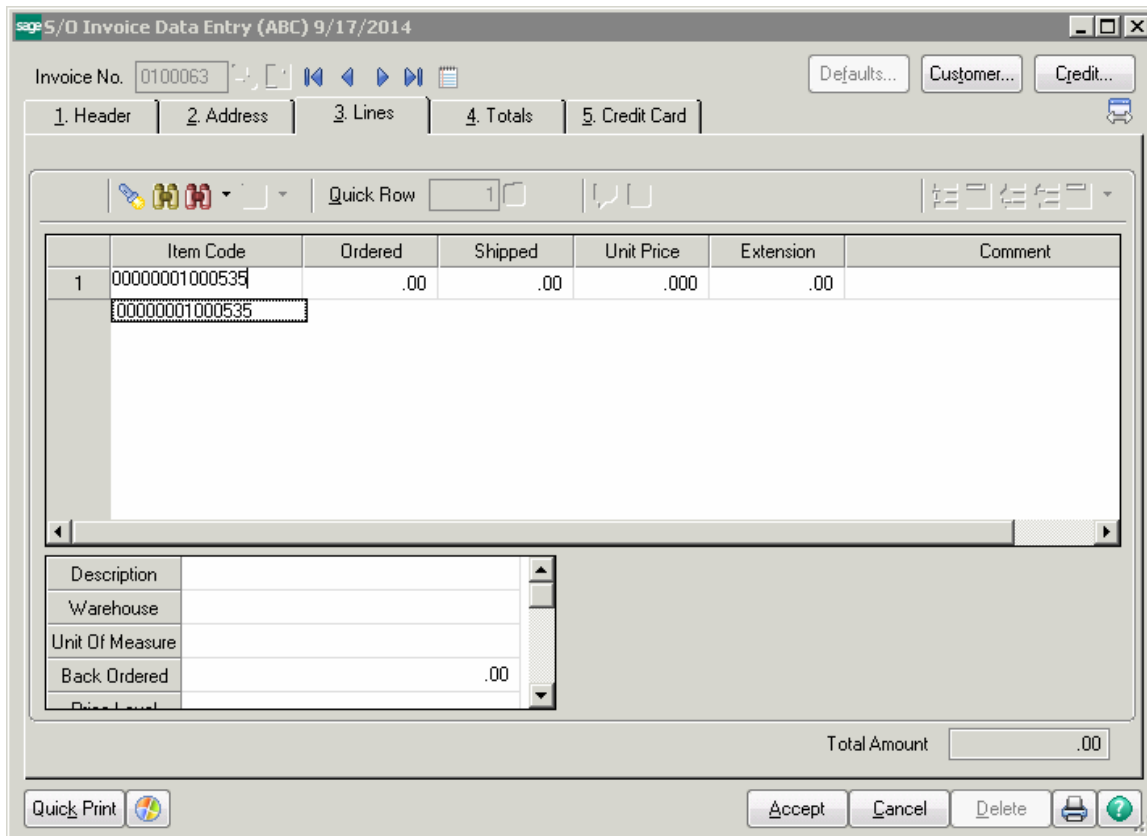 sage S/O Invoice Data Entry (ABC) 9/17/2014
Invoice No. 0100063 Defaults... Customer... Credit...
1. Header 2. Address 3. Lines 4. Totals 5. Credit Card
Quick Row 1
Item Code Ordered Shipped Unit Price Extension Comment
1 00000001000535 .00 .00 .000 .00
00000001000535
Description
Warehouse
Unit Of Measure
Back Ordered .00
Price Level
Total Amount .00
Quick Print Accept Cancel Delete